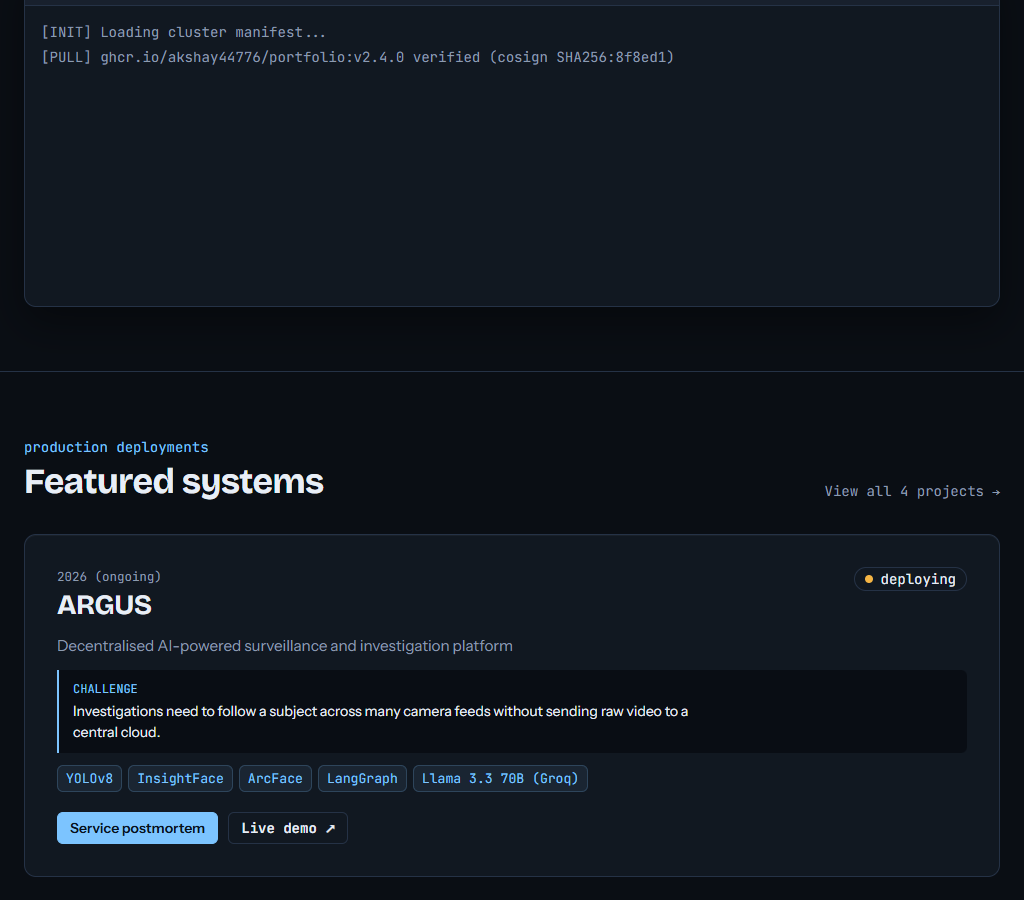 [INIT] Loading cluster manifest...
[PULL] ghcr.io/akshay44776/portfolio:v2.4.0 verified (cosign SHA256:8f8ed1)
production deployments
Featured systems
View all 4 projects →
2026 (ongoing)
deploying
ARGUS
Decentralised AI-powered surveillance and investigation platform
CHALLENGE
Investigations need to follow a subject across many camera feeds without sending raw video to a
central cloud.
YOLOv8 InsightFace ArcFace LangGraph Llama 3.3 70B (Groq)
Service postmortem Live demo ↗